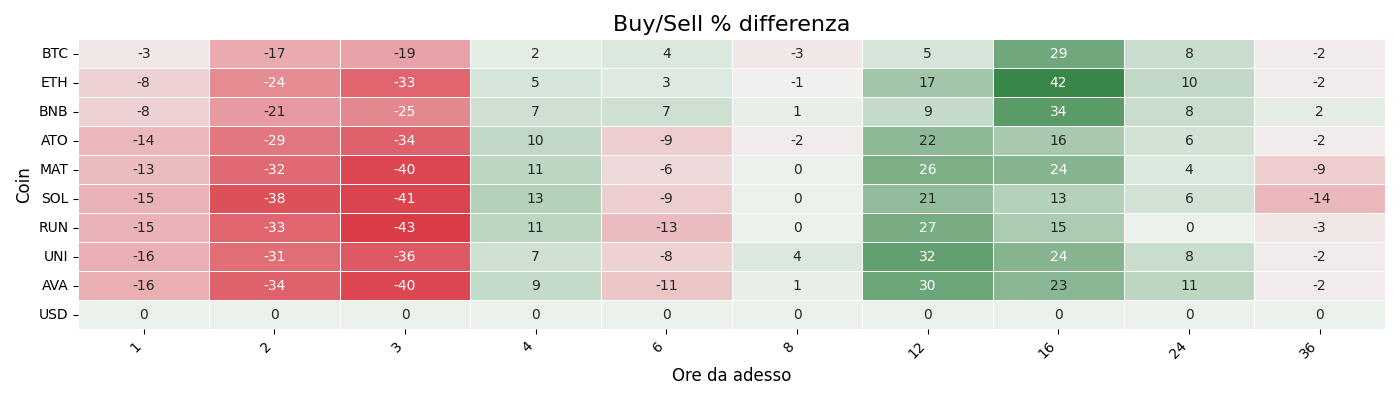 Buy/Sell % differenza
Coin
BTC -3 -17 -19 2 4 -3 5 29 8 -2
ETH -8 -24 -33 5 3 -1 17 42 10 -2
BNB -8 -21 -25 7 7 1 9 34 8 2
ATO -14 -29 -34 10 -9 -2 22 16 6 -2
MAT -13 -32 -40 11 -6 0 26 24 4 -9
SOL -15 -38 -41 13 -9 0 21 13 6 -14
RUN -15 -33 -43 11 -13 0 27 15 0 -3
UNI -16 -31 -36 7 -8 4 32 24 8 -2
AVA -16 -34 -40 9 -11 1 30 23 11 -2
USD 0 0 0 0 0 0 0 0 0 0
1 2 3 4 6 8 12 16 24 36
Ore da adesso